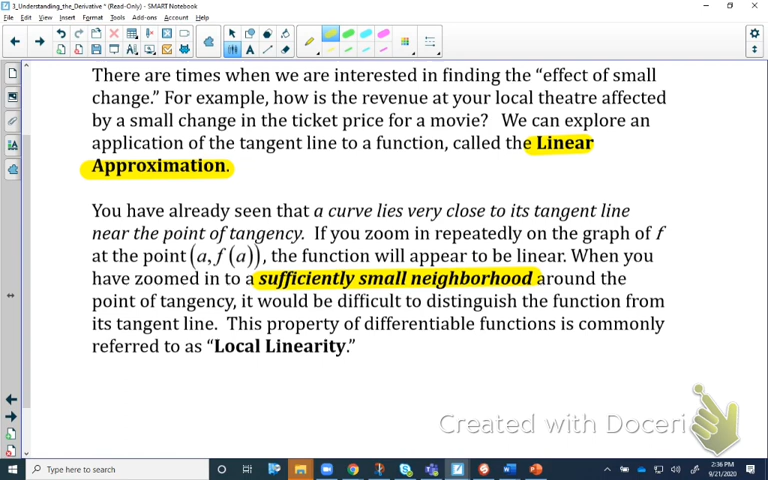 3_Understanding_the_Derivative * (Read-Only) - SMART Notebook
File Edit View Insert Format Tools Add-ons Account Help
There are times when we are interested in finding the “effect of small
change.” For example, how is the revenue at your local theatre affected
by a small change in the ticket price for a movie? We can explore an
application of the tangent line to a function, called the Linear
Approximation.
You have already seen that a curve lies very close to its tangent line
near the point of tangency. If you zoom in repeatedly on the graph of f
at the point (a, f(a)), the function will appear to be linear. When you
have zoomed in to a sufficiently small neighborhood around the
point of tangency, it would be difficult to distinguish the function from
its tangent line. This property of differentiable functions is commonly
referred to as “Local Linearity.”
Created with Doceri
Type here to search
2:36 PM
9/21/2020